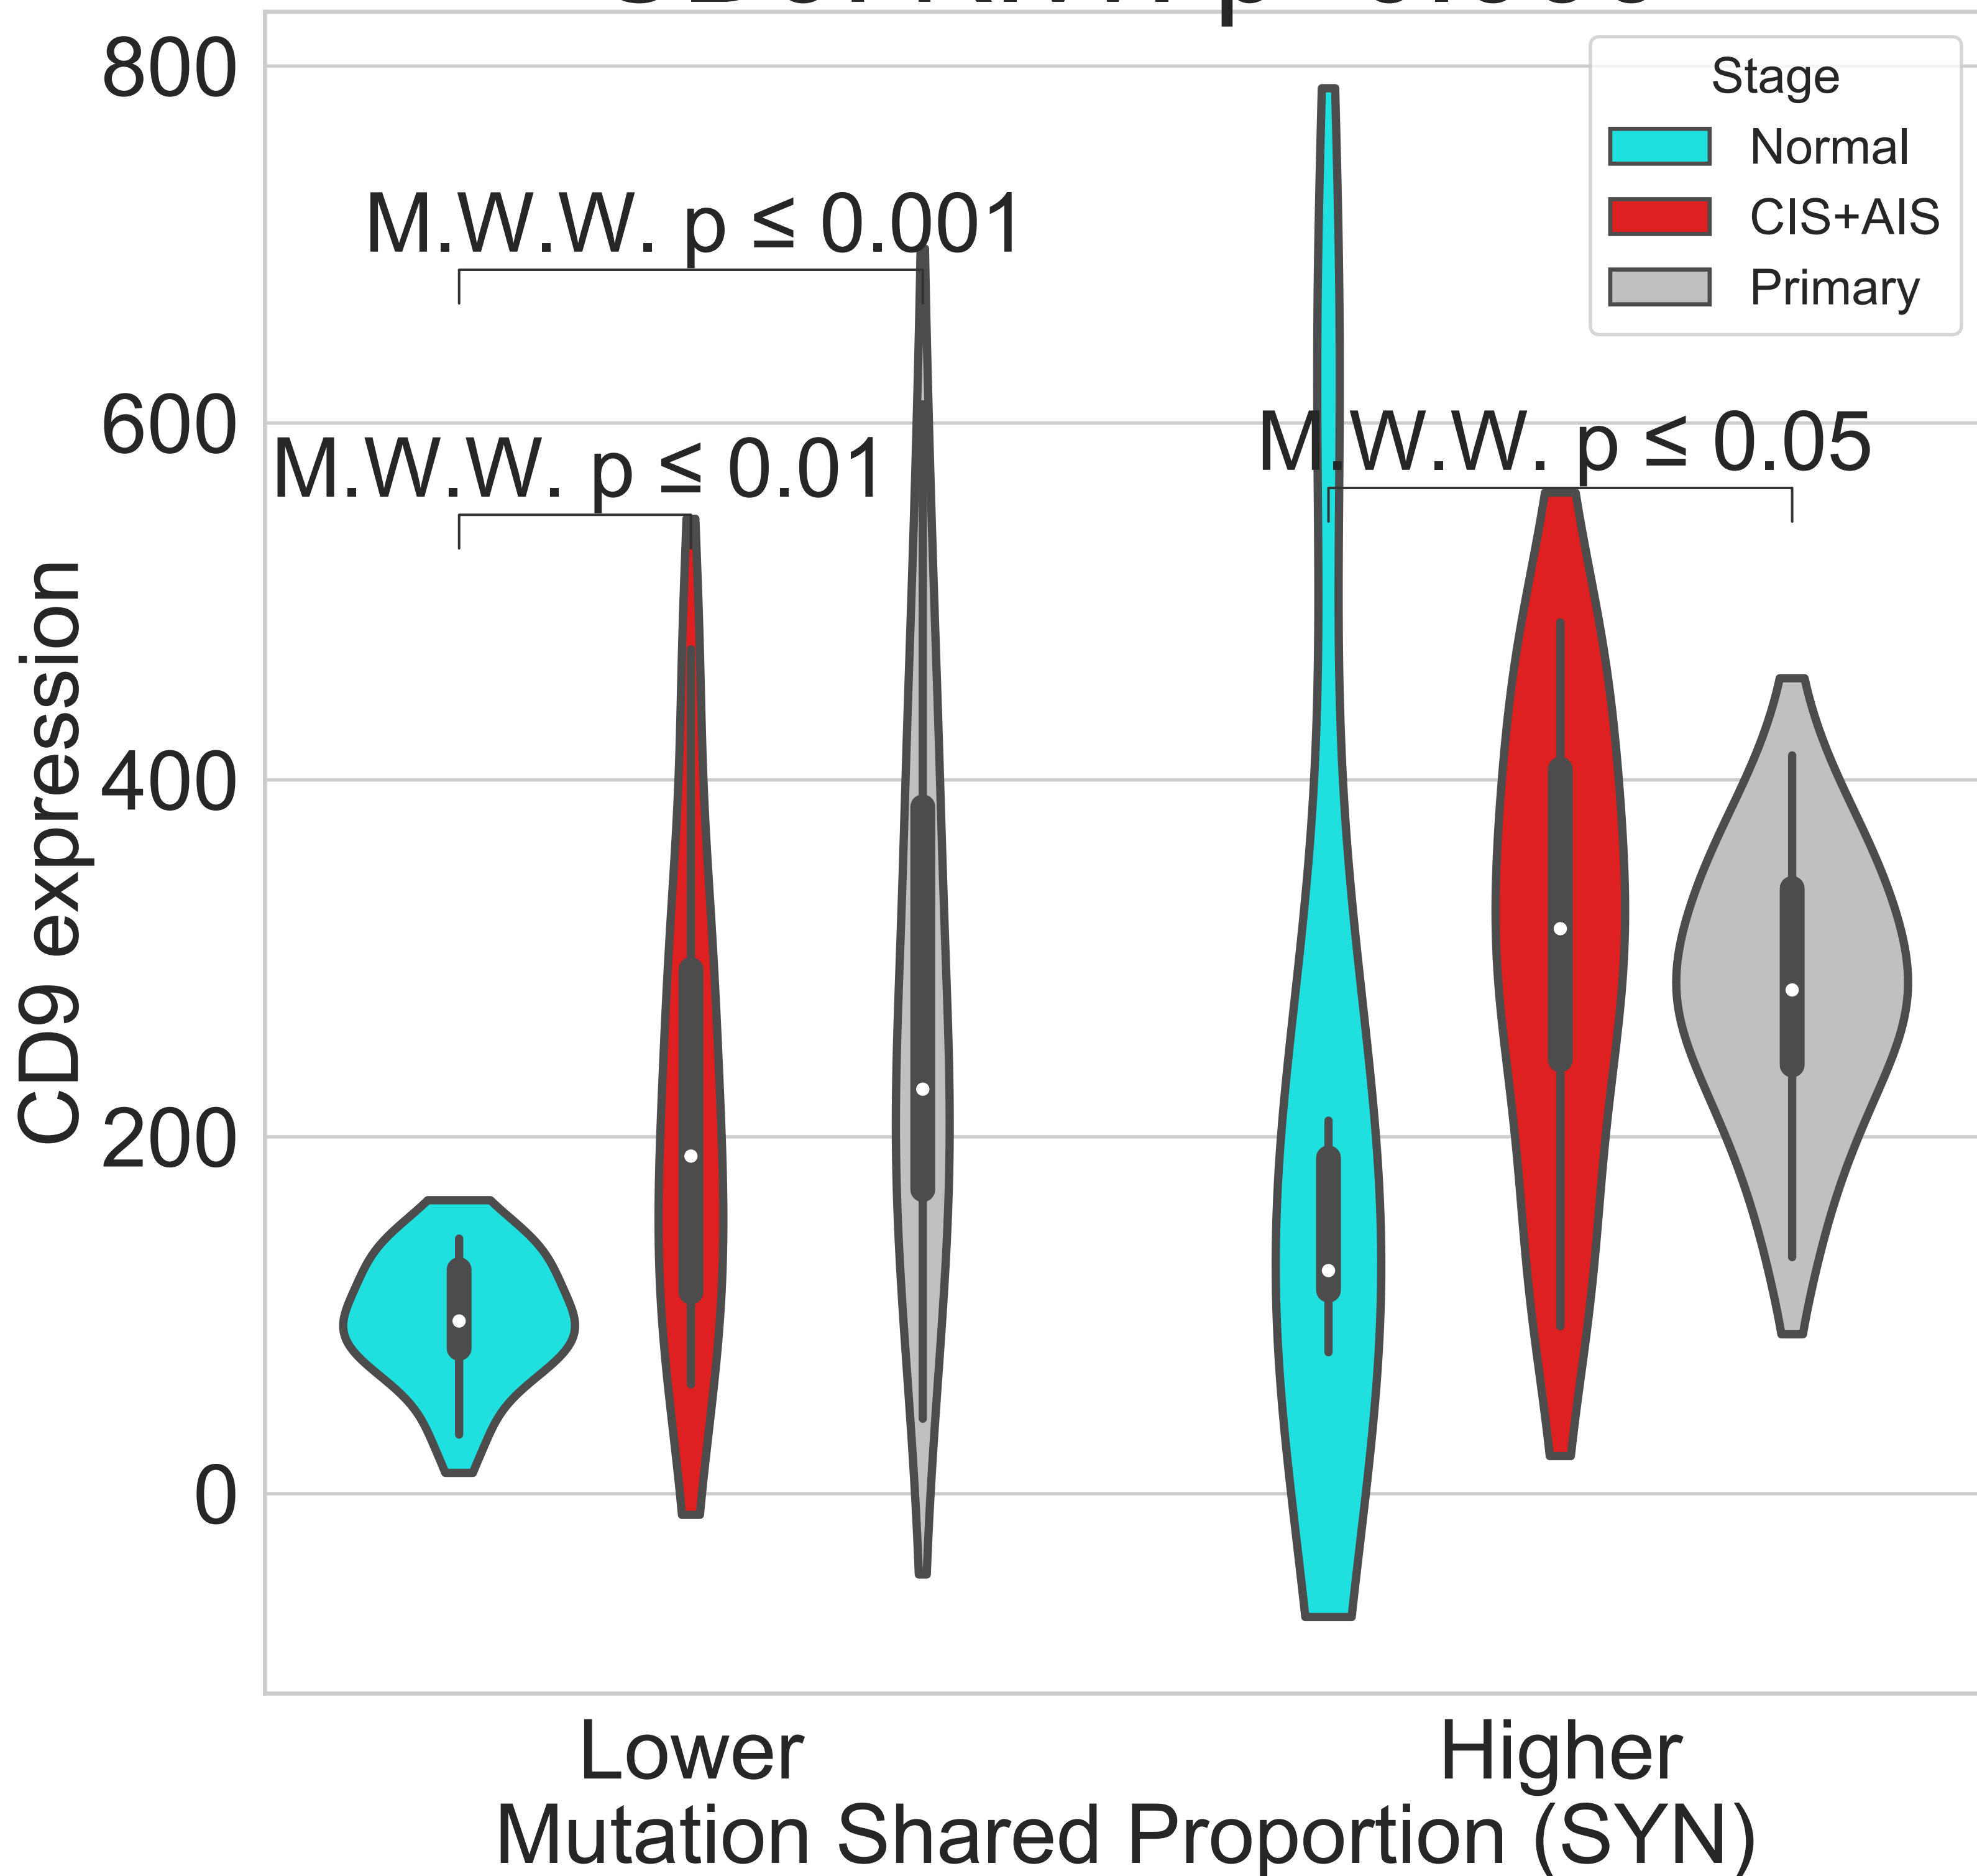 800
600
400
200
0
CD9 expression
M.W.W. p ≤ 0.001
M.W.W. p ≤ 0.01
M.W.W. p ≤ 0.05
Stage
Normal
CIS+AIS
Primary
Lower
Higher
Mutation Shared Proportion (SYN)